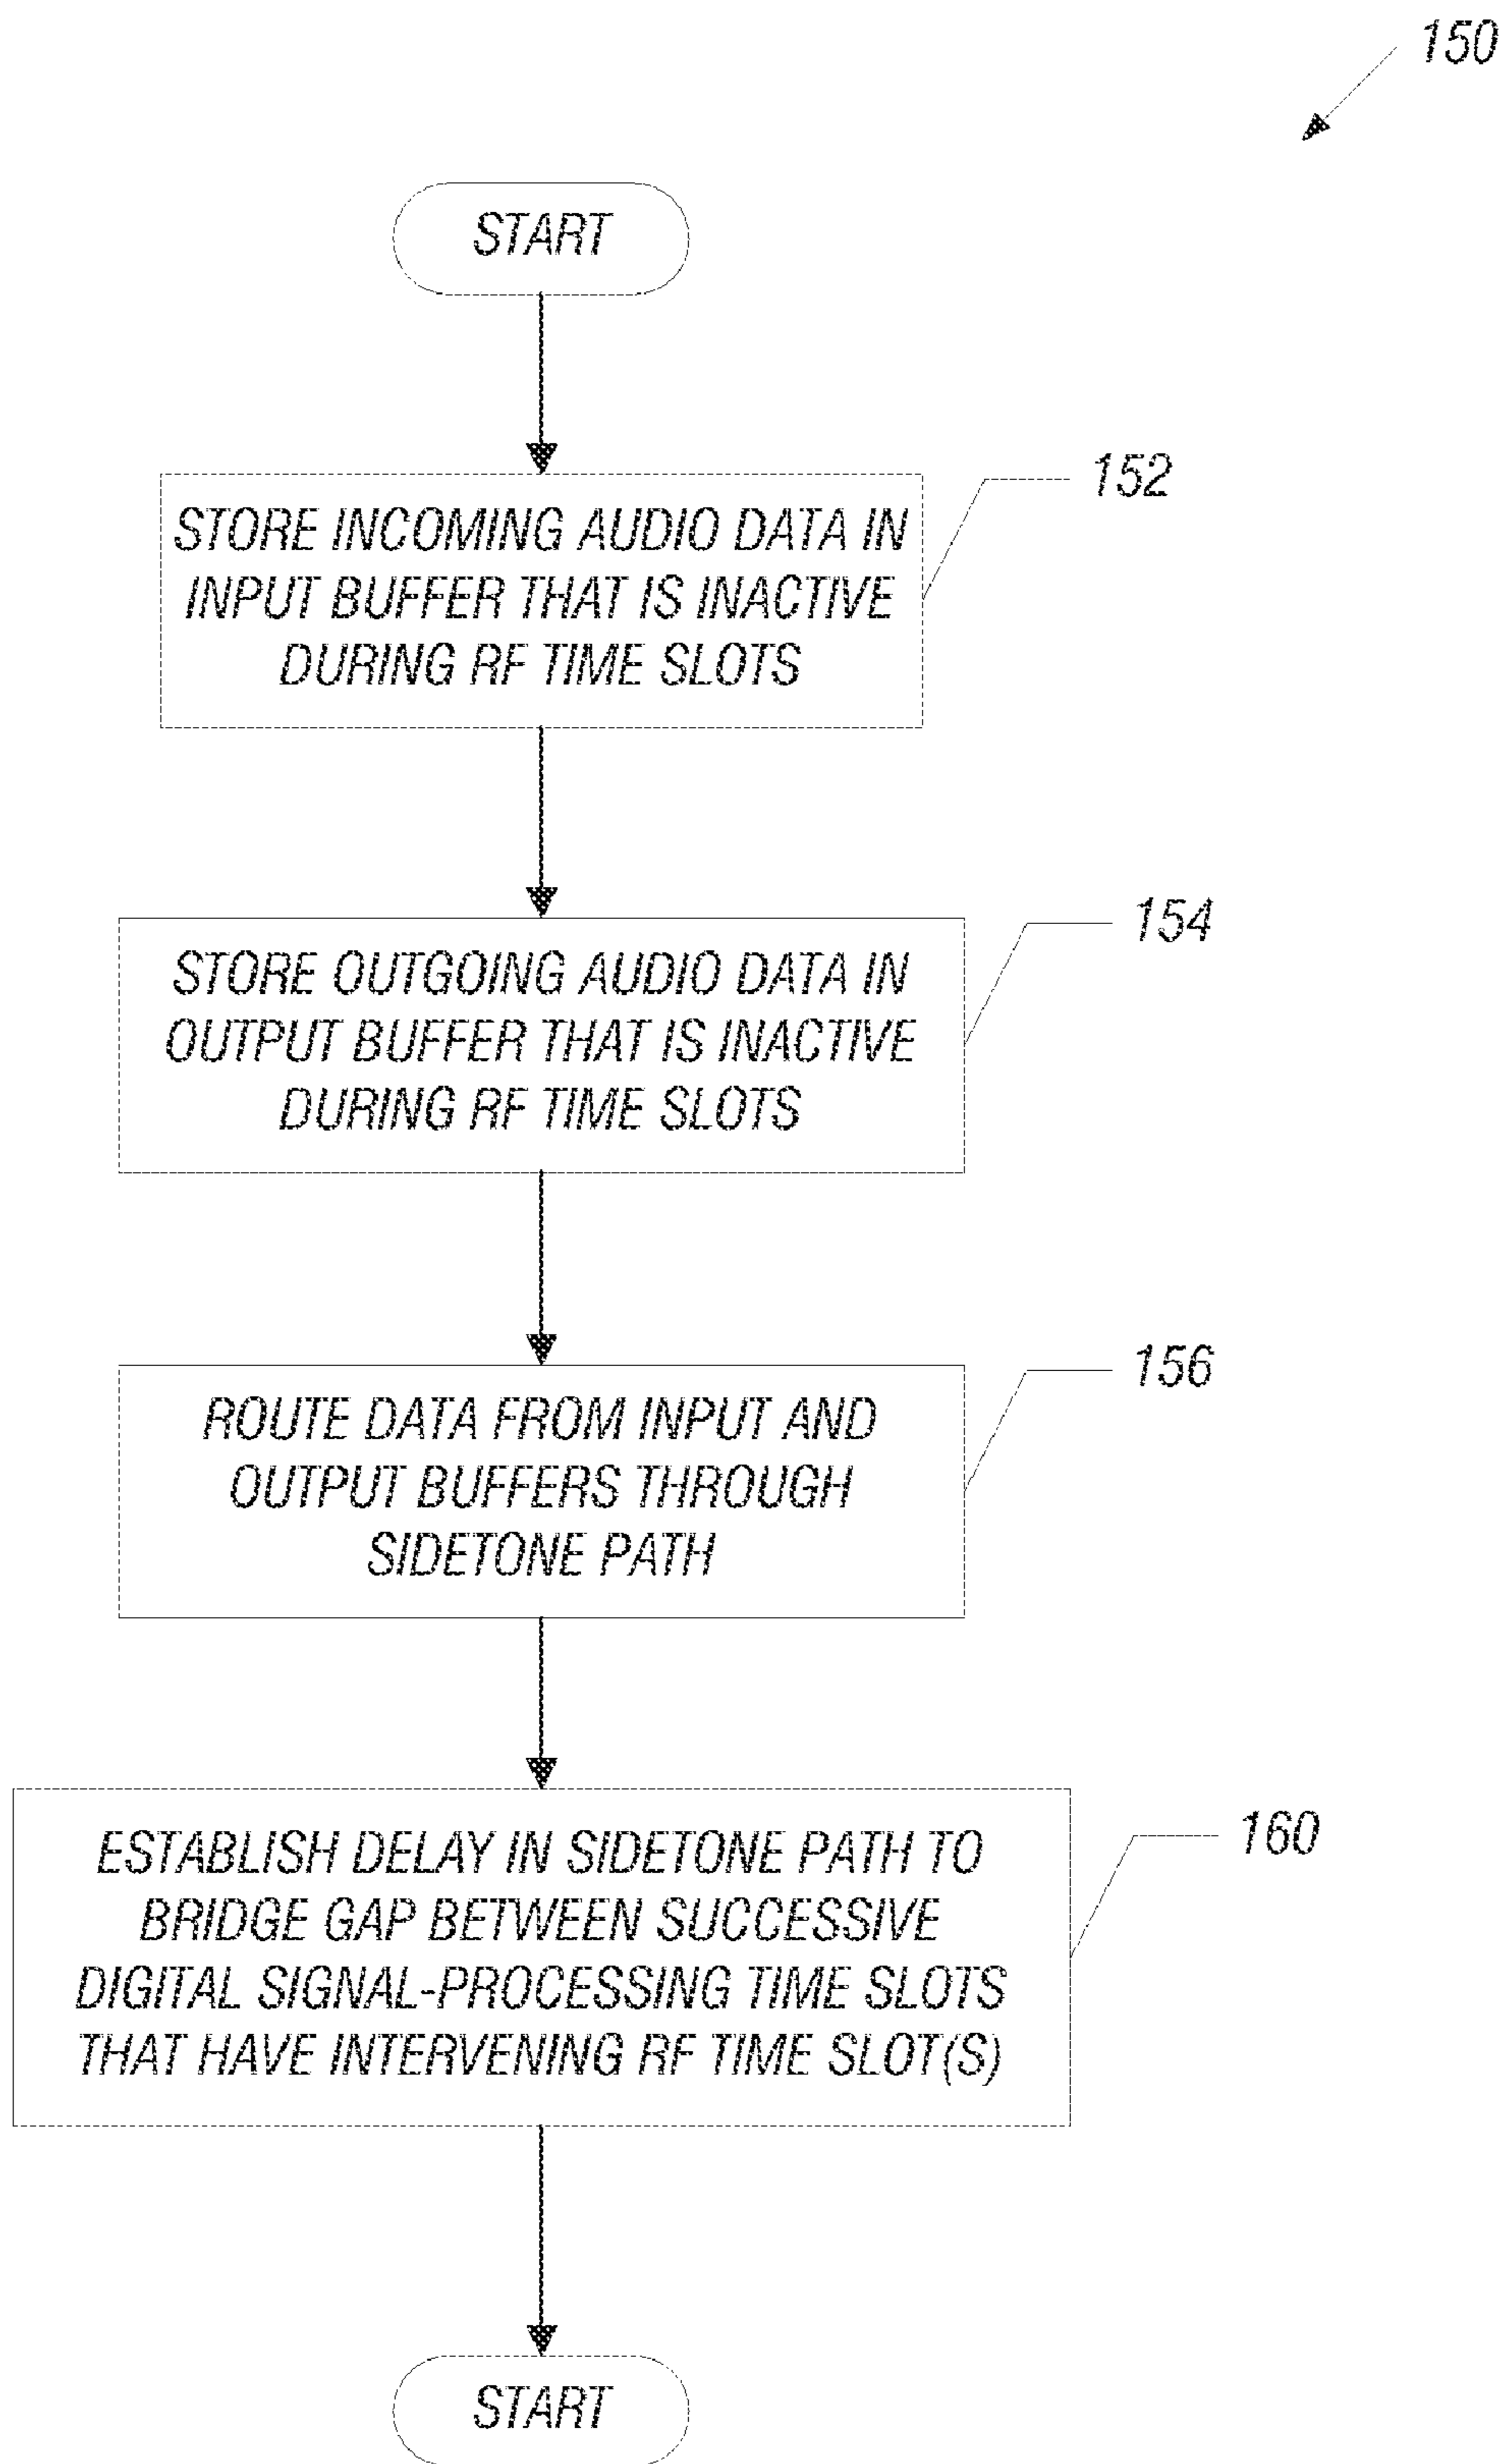 150
START
152
STORE INCOMING AUDIO DATA IN
INPUT BUFFER THAT IS INACTIVE
DURING RF TIME SLOTS
154
STORE OUTGOING AUDIO DATA IN
OUTPUT BUFFER THAT IS INACTIVE
DURING RF TIME SLOTS
156
ROUTE DATA FROM INPUT AND
OUTPUT BUFFERS THROUGH
SIDETONE PATH
160
ESTABLISH DELAY IN SIDETONE PATH TO
BRIDGE GAP BETWEEN SUCCESSIVE
DIGITAL SIGNAL-PROCESSING TIME SLOTS
THAT HAVE INTERVENING RF TIME SLOT(S)
START